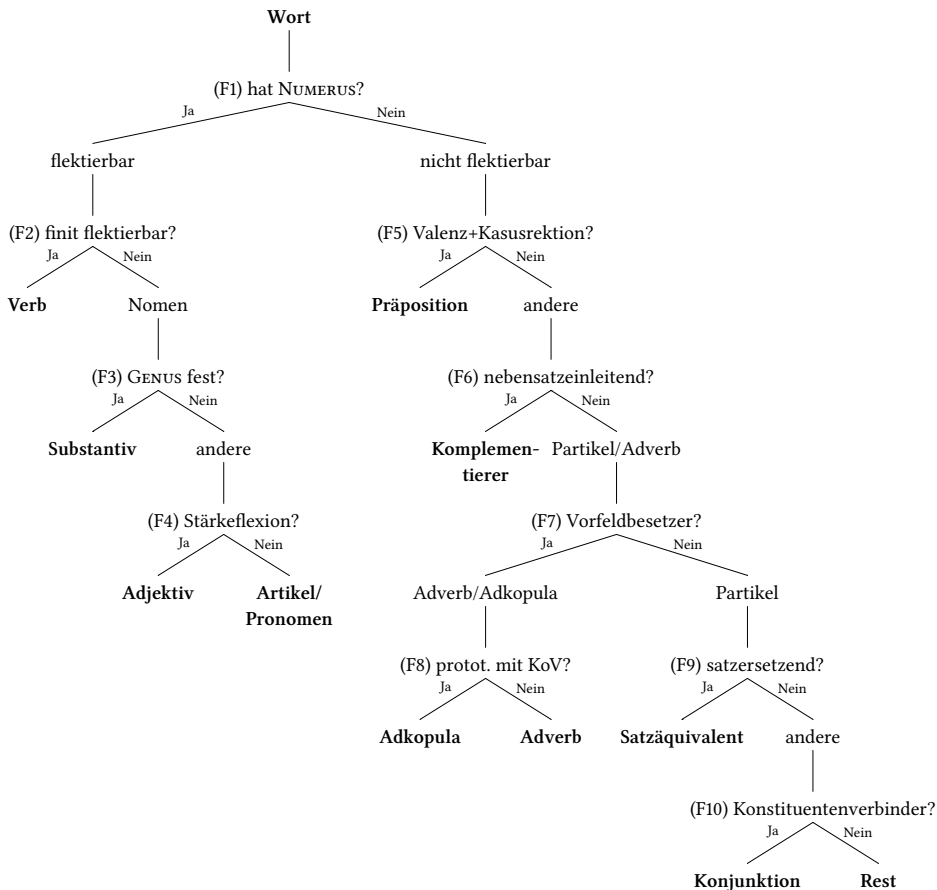 Wort
(F1) hat Numerus?
Ja
Nein
flektierbar
nicht flektierbar
(F2) finit flektierbar?
(F5) Valenz+Kasusrektion?
Ja
Nein
Ja
Nein
Verb
Nomen
Präposition
andere
(F3) Genus fest?
(F6) nebensatzeinleitend?
Ja
Nein
Ja
Nein
Substantiv
andere
Komplemen-
tierer
Partikel/Adverb
(F4) Stärkeflexion?
(F7) Vorfeldbesetzer?
Ja
Nein
Ja
Nein
Adjektiv
Artikel/
Pronomen
Adverb/Adkopula
Partikel
(F8) protot. mit KoV?
(F9) satzersetzend?
Ja
Nein
Ja
Nein
Adkopula
Adverb
Satzäquivalent
andere
(F10) Konstituentenverbinder?
Ja
Nein
Konjunktion
Rest